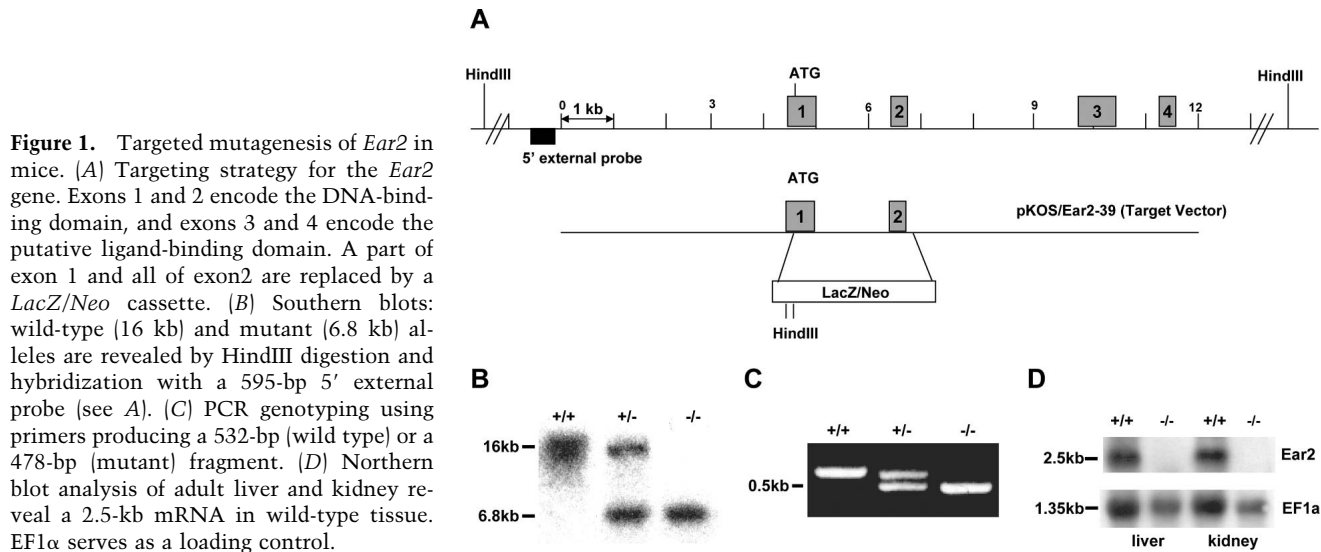 Figure 1. Targeted mutagenesis of Ear2 in
mice. (A) Targeting strategy for the Ear2
gene. Exons 1 and 2 encode the DNA-bind-
ing domain, and exons 3 and 4 encode the
putative ligand-binding domain. A part of
exon 1 and all of exon2 are replaced by a
LacZ/Neo cassette. (B) Southern blots:
wild-type (16 kb) and mutant (6.8 kb) al-
leles are revealed by HindIII digestion and
hybridization with a 595-bp 5′ external
probe (see A). (C) PCR genotyping using
primers producing a 532-bp (wild type) or a
478-bp (mutant) fragment. (D) Northern
blot analysis of adult liver and kidney re-
veal a 2.5-kb mRNA in wild-type tissue.
EF1α serves as a loading control.
A
HindIII ATG HindIII
0 1 kb 3 1 6 2 9 3 4 12
5' external probe
ATG
1 2 pKOS/Ear2-39 (Target Vector)
LacZ/Neo
HindIII
B
+/+ +/- -/-
16kb
6.8kb
C
+/+ +/- -/-
0.5kb
D
+/+ -/- +/+ -/-
2.5kb Ear2
1.35kb EF1a
liver kidney